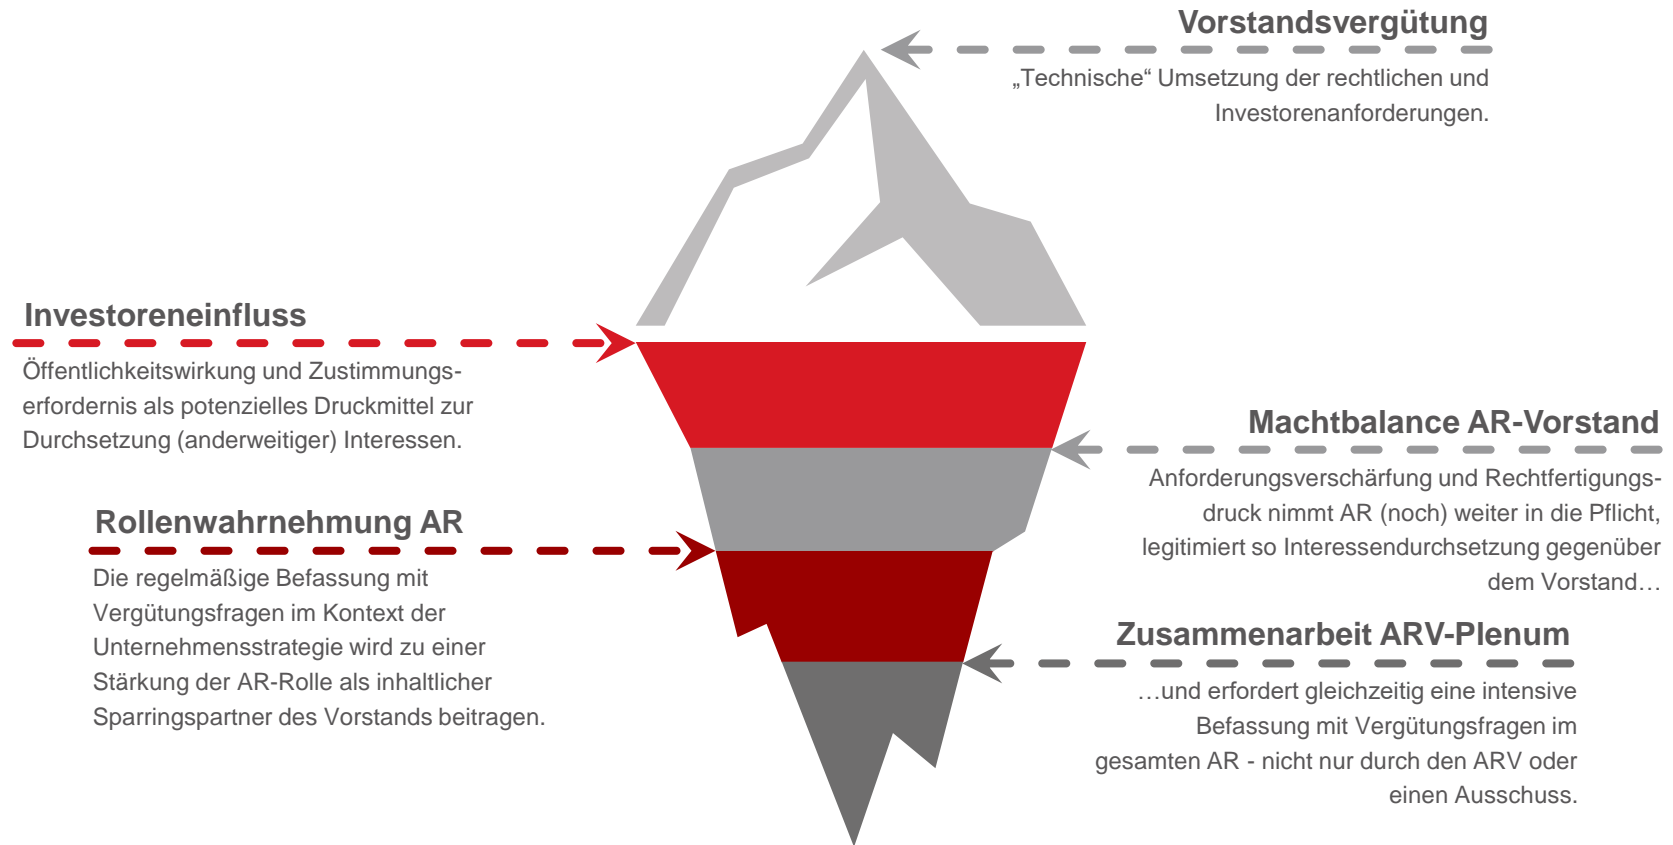 Vorstandsvergütung
„Technische“ Umsetzung der rechtlichen und
Investorenanforderungen.
Investoreneinfluss
Öffentlichkeitswirkung und Zustimmungs-
erfordernis als potenzielles Druckmittel zur
Durchsetzung (anderweitiger) Interessen.
Machtbalance AR-Vorstand
Anforderungsverschärfung und Rechtfertigungs-
druck nimmt AR (noch) weiter in die Pflicht,
legitimiert so Interessendurchsetzung gegenüber
dem Vorstand…
Rollenwahrnehmung AR
Die regelmäßige Befassung mit
Vergütungsfragen im Kontext der
Unternehmensstrategie wird zu einer
Stärkung der AR-Rolle als inhaltlicher
Sparringspartner des Vorstands beitragen.
Zusammenarbeit ARV-Plenum
…und erfordert gleichzeitig eine intensive
Befassung mit Vergütungsfragen im
gesamten AR - nicht nur durch den ARV oder
einen Ausschuss.